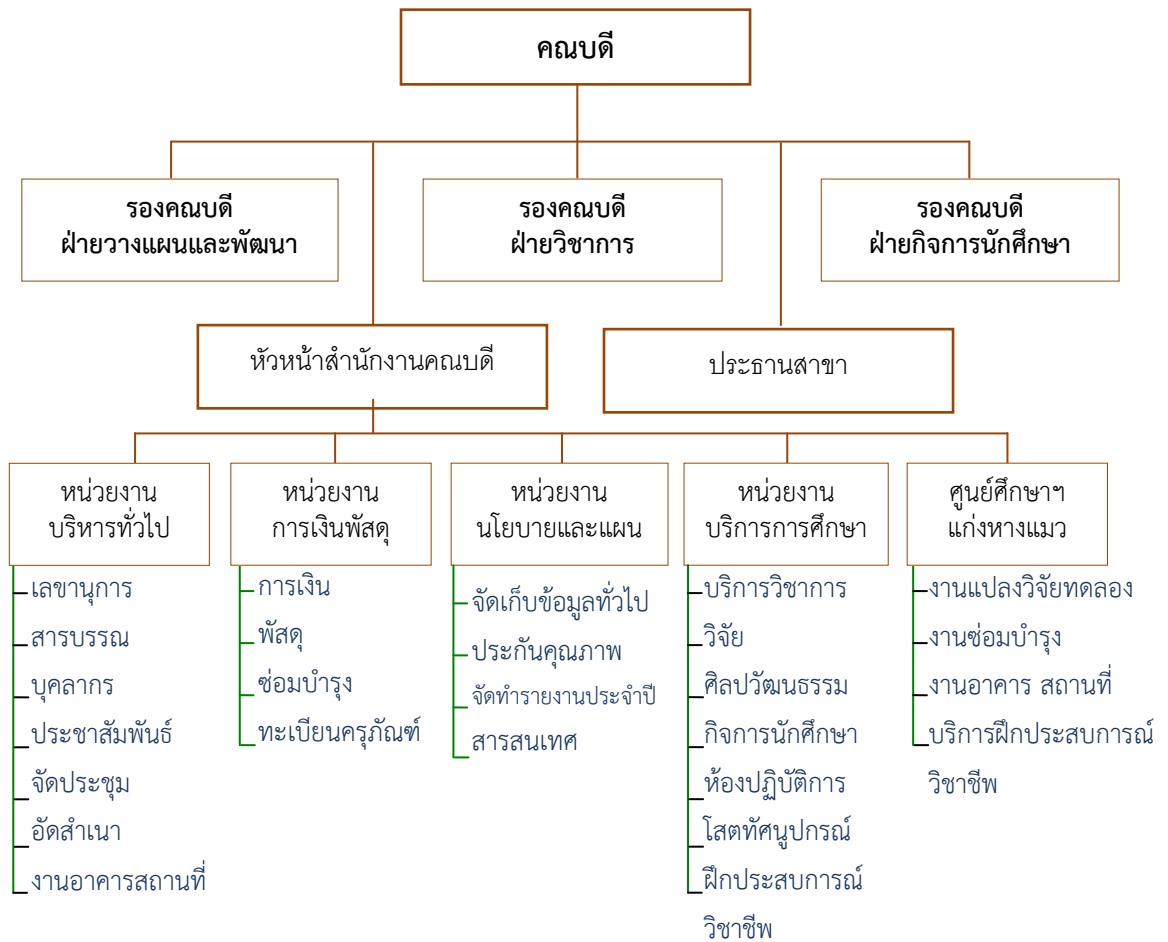 คณบดี
รองคณบดี
ฝ่ายวางแผนและพัฒนา
รองคณบดี
ฝ่ายวิชาการ
รองคณบดี
ฝ่ายกิจการนักศึกษา
หัวหน้าสำนักงานคณบดี
ประธานสาขา
หน่วยงาน
บริหารทั่วไป
เลขานุการ
สารบรรณ
บุคลากร
ประชาสัมพันธ์
จัดประชุม
อัดสำเนา
งานอาคารสถานที่
หน่วยงาน
การเงินพัสดุ
การเงิน
พัสดุ
ซ่อมบำรุง
ทะเบียนครุภัณฑ์
หน่วยงาน
นโยบายและแผน
จัดเก็บข้อมูลทั่วไป
ประกันคุณภาพ
จัดทำรายงานประจำปี
สารสนเทศ
หน่วยงาน
บริการการศึกษา
บริการวิชาการ
วิจัย
ศิลปวัฒนธรรม
กิจการนักศึกษา
ห้องปฏิบัติการ
โสตทัศนูปกรณ์
ฝึกประสบการณ์
วิชาชีพ
ศูนย์ศึกษาฯ
แก่งหางแมว
งานแปลงวิจัยทดลอง
งานซ่อมบำรุง
งานอาคาร สถานที่
บริการฝึกประสบการณ์
วิชาชีพ